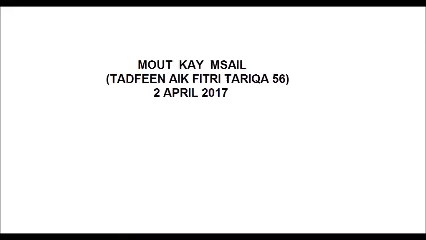 MOUT KAY MSAIL
(TADFEEN AIK FITRI TARIQA 56)
2 APRIL 2017